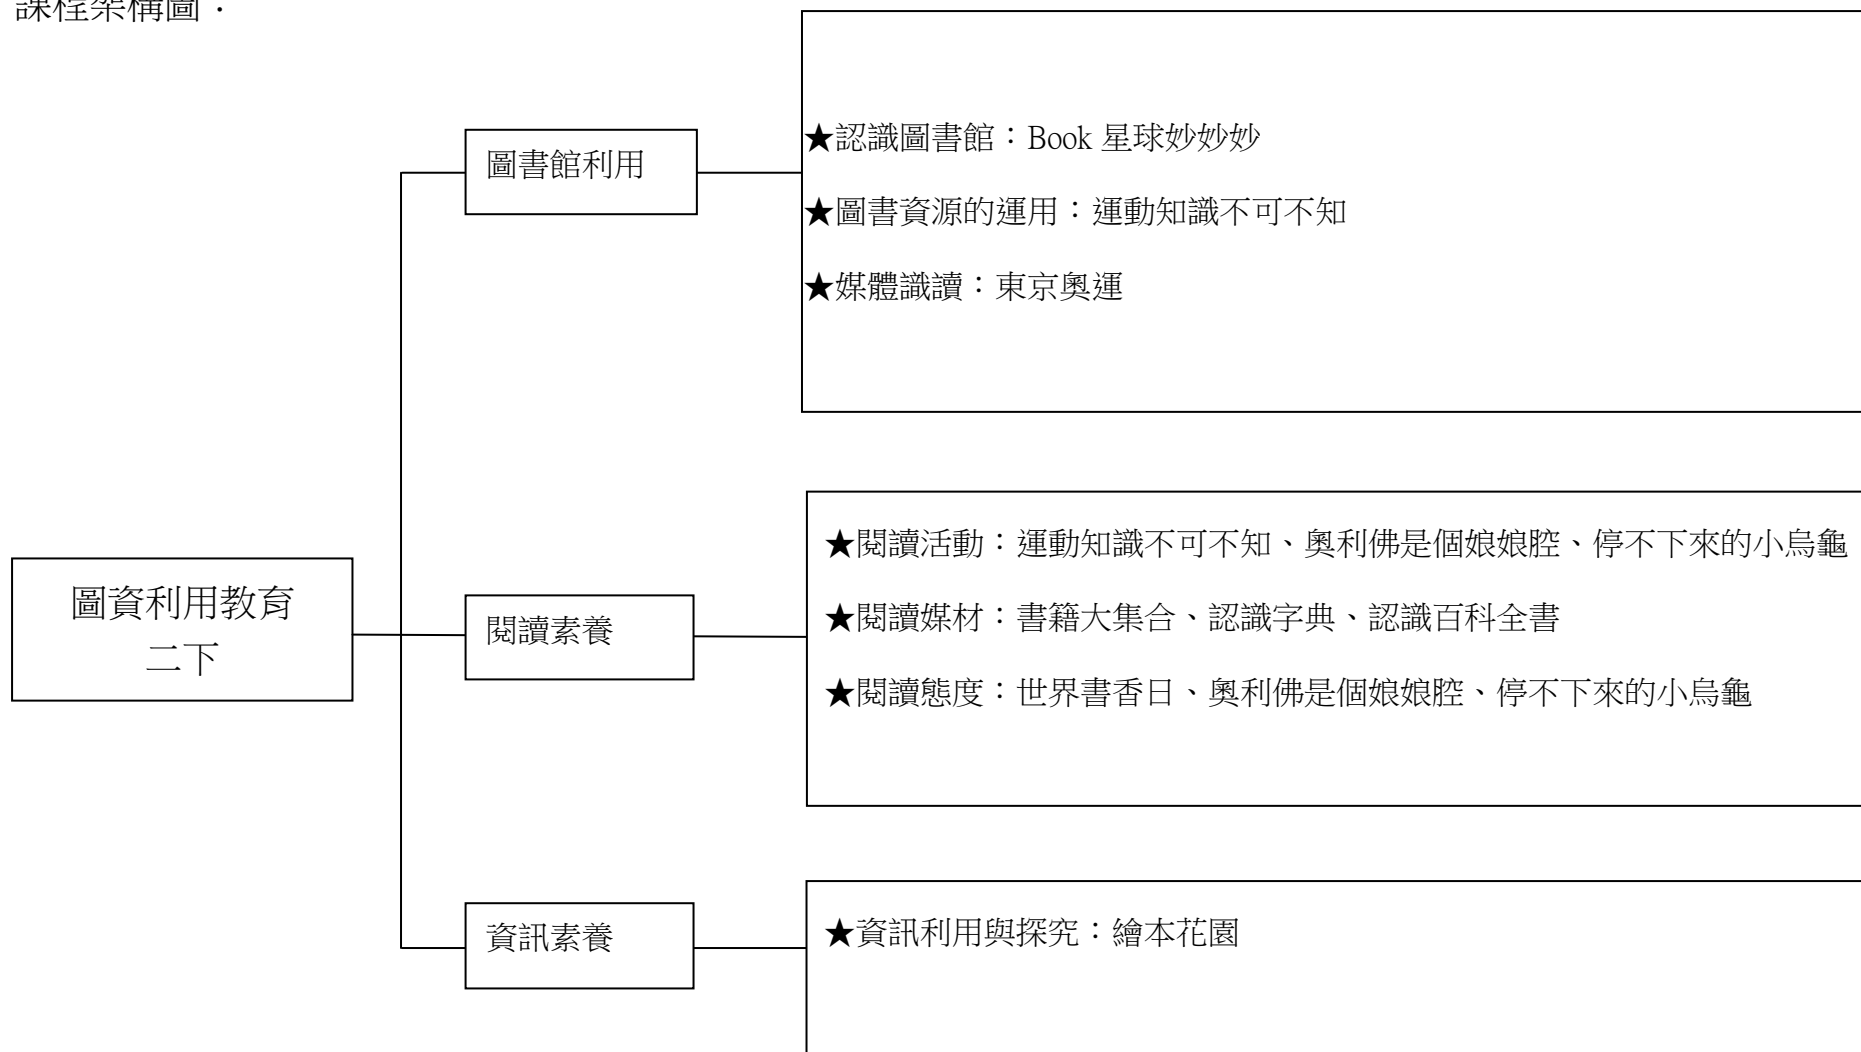 課程架構圖：
圖書館利用
★認識圖書館：Book 星球妙妙妙
★圖書資源的運用：運動知識不可不知
★媒體識讀：東京奧運
圖資利用教育
二下
閱讀素養
★閱讀活動：運動知識不可不知、奧利佛是個娘娘腔、停不下來的小烏龜
★閱讀媒材：書籍大集合、認識字典、認識百科全書
★閱讀態度：世界書香日、奧利佛是個娘娘腔、停不下來的小烏龜
資訊素養
★資訊利用與探究：繪本花園